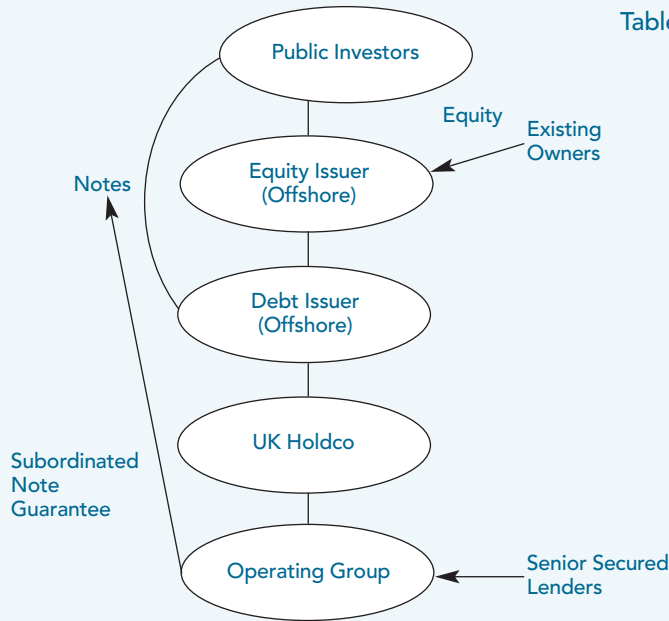 Table
Public Investors
Equity
Existing
Owners
Equity Issuer
(Offshore)
Notes
Debt Issuer
(Offshore)
UK Holdco
Subordinated
Note
Guarantee
Operating Group
Senior Secured
Lenders